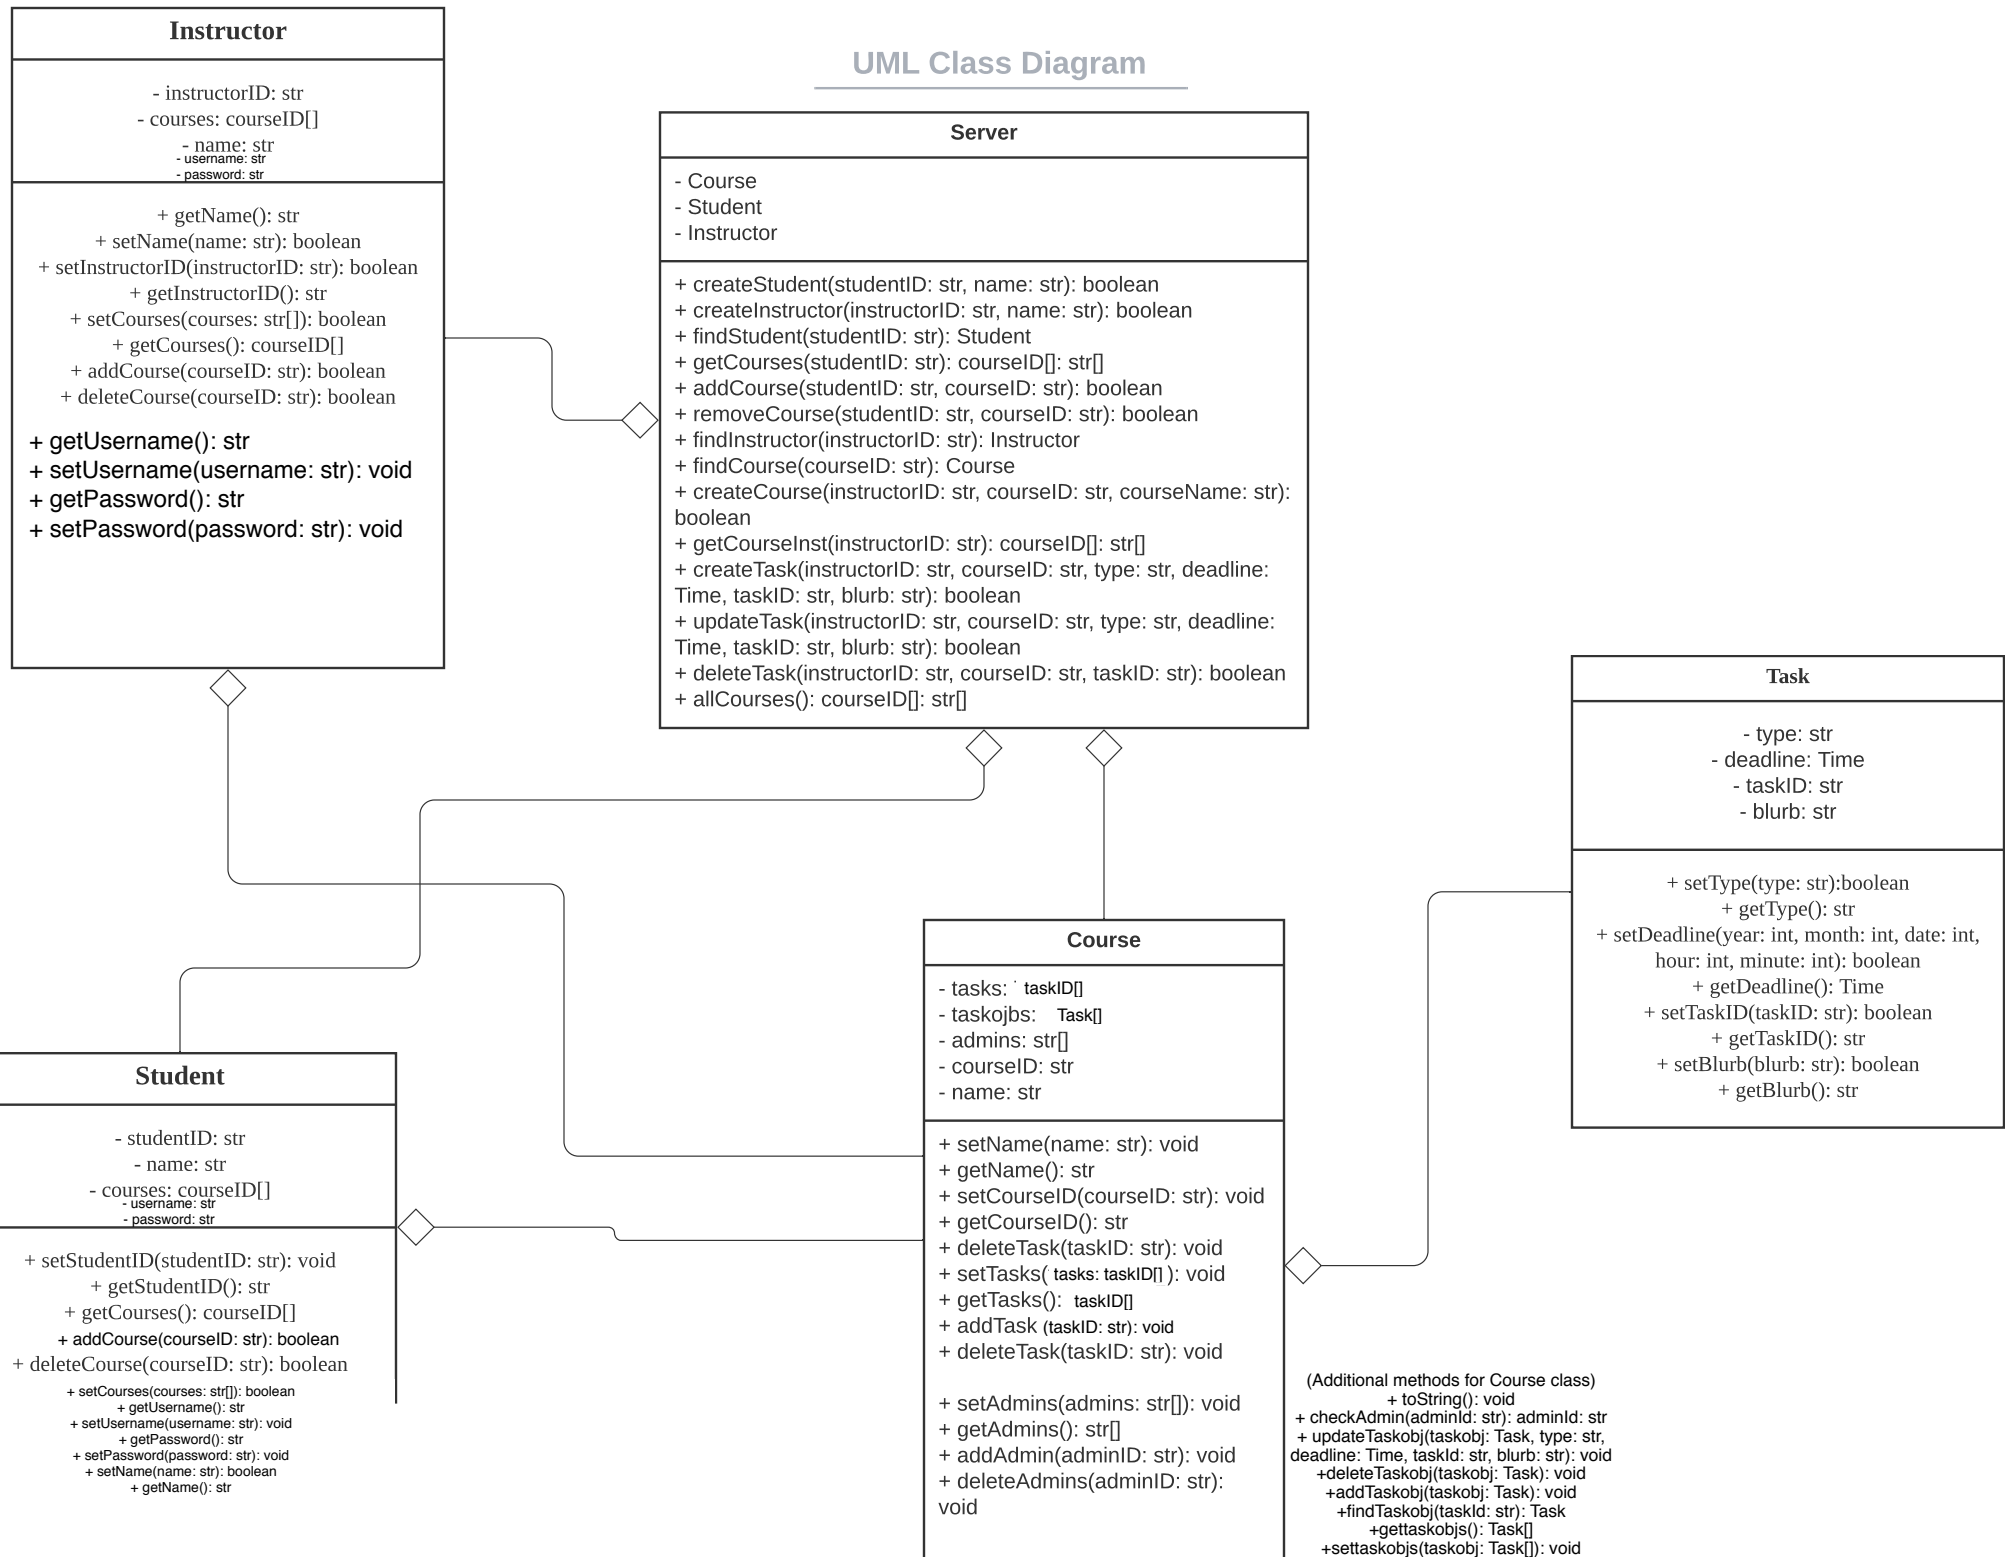 UML Class Diagram
Instructor
- instructorID: str
- courses: courseID[]
- name: str
- username: str
- password: str
+ getName(): str
+ setName(name: str): boolean
+ setInstructorID(instructorID: str): boolean
+ getInstructorID(): str
+ setCourses(courses: str[]): boolean
+ getCourses(): courseID[]
+ addCourse(courseID: str): boolean
+ deleteCourse(courseID: str): boolean
+ getUsername(): str
+ setUsername(username: str): void
+ getPassword(): str
+ setPassword(password: str): void
Server
- Course
- Student
- Instructor
+ createStudent(studentID: str, name: str): boolean
+ createInstructor(instructorID: str, name: str): boolean
+ findStudent(studentID: str): Student
+ getCourses(studentID: str): courseID[]: str[]
+ addCourse(studentID: str, courseID: str): boolean
+ removeCourse(studentID: str, courseID: str): boolean
+ findInstructor(instructorID: str): Instructor
+ findCourse(courseID: str): Course
+ createCourse(instructorID: str, courseID: str, courseName: str):
boolean
+ getCourseInst(instructorID: str): courseID[]: str[]
+ createTask(instructorID: str, courseID: str, type: str, deadline:
Time, taskID: str, blurb: str): boolean
+ updateTask(instructorID: str, courseID: str, type: str, deadline:
Time, taskID: str, blurb: str): boolean
+ deleteTask(instructorID: str, courseID: str, taskID: str): boolean
+ allCourses(): courseID[]: str[]
Task
- type: str
- deadline: Time
- taskID: str
- blurb: str
+ setType(type: str):boolean
+ getType(): str
+ setDeadline(year: int, month: int, date: int,
hour: int, minute: int): boolean
+ getDeadline(): Time
+ setTaskID(taskID: str): boolean
+ getTaskID(): str
+ setBlurb(blurb: str): boolean
+ getBlurb(): str
Student
- studentID: str
- name: str
- courses: courseID[]
- username: str
- password: str
+ setStudentID(studentID: str): void
+ getStudentID(): str
+ getCourses(): courseID[]
+ addCourse(courseID: str): boolean
+ deleteCourse(courseID: str): boolean
+ setCourses(courses: str[]): boolean
+ getUsername(): str
+ setUsername(username: str): void
+ getPassword(): str
+ setPassword(password: str): void
+ setName(name: str): boolean
+ getName(): str
Course
- tasks: taskID[]
- taskojbs: Task[]
- admins: str[]
- courseID: str
- name: str
+ setName(name: str): void
+ getName(): str
+ setCourseID(courseID: str): void
+ getCourseID(): str
+ deleteTask(taskID: str): void
+ setTasks( tasks: taskID[] ): void
+ getTasks(): taskID[]
+ addTask (taskID: str): void
+ deleteTask(taskID: str): void
+ setAdmins(admins: str[]): void
+ getAdmins(): str[]
+ addAdmin(adminID: str): void
+ deleteAdmins(adminID: str):
void
(Additional methods for Course class)
+ toString(): void
+ checkAdmin(adminId: str): adminId: str
+ updateTaskobj(taskobj: Task, type: str,
deadline: Time, taskId: str, blurb: str): void
+deleteTaskobj(taskobj: Task): void
+addTaskobj(taskobj: Task): void
+findTaskobj(taskId: str): Task
+gettaskobjs(): Task[]
+settaskobjs(taskobj: Task[]): void